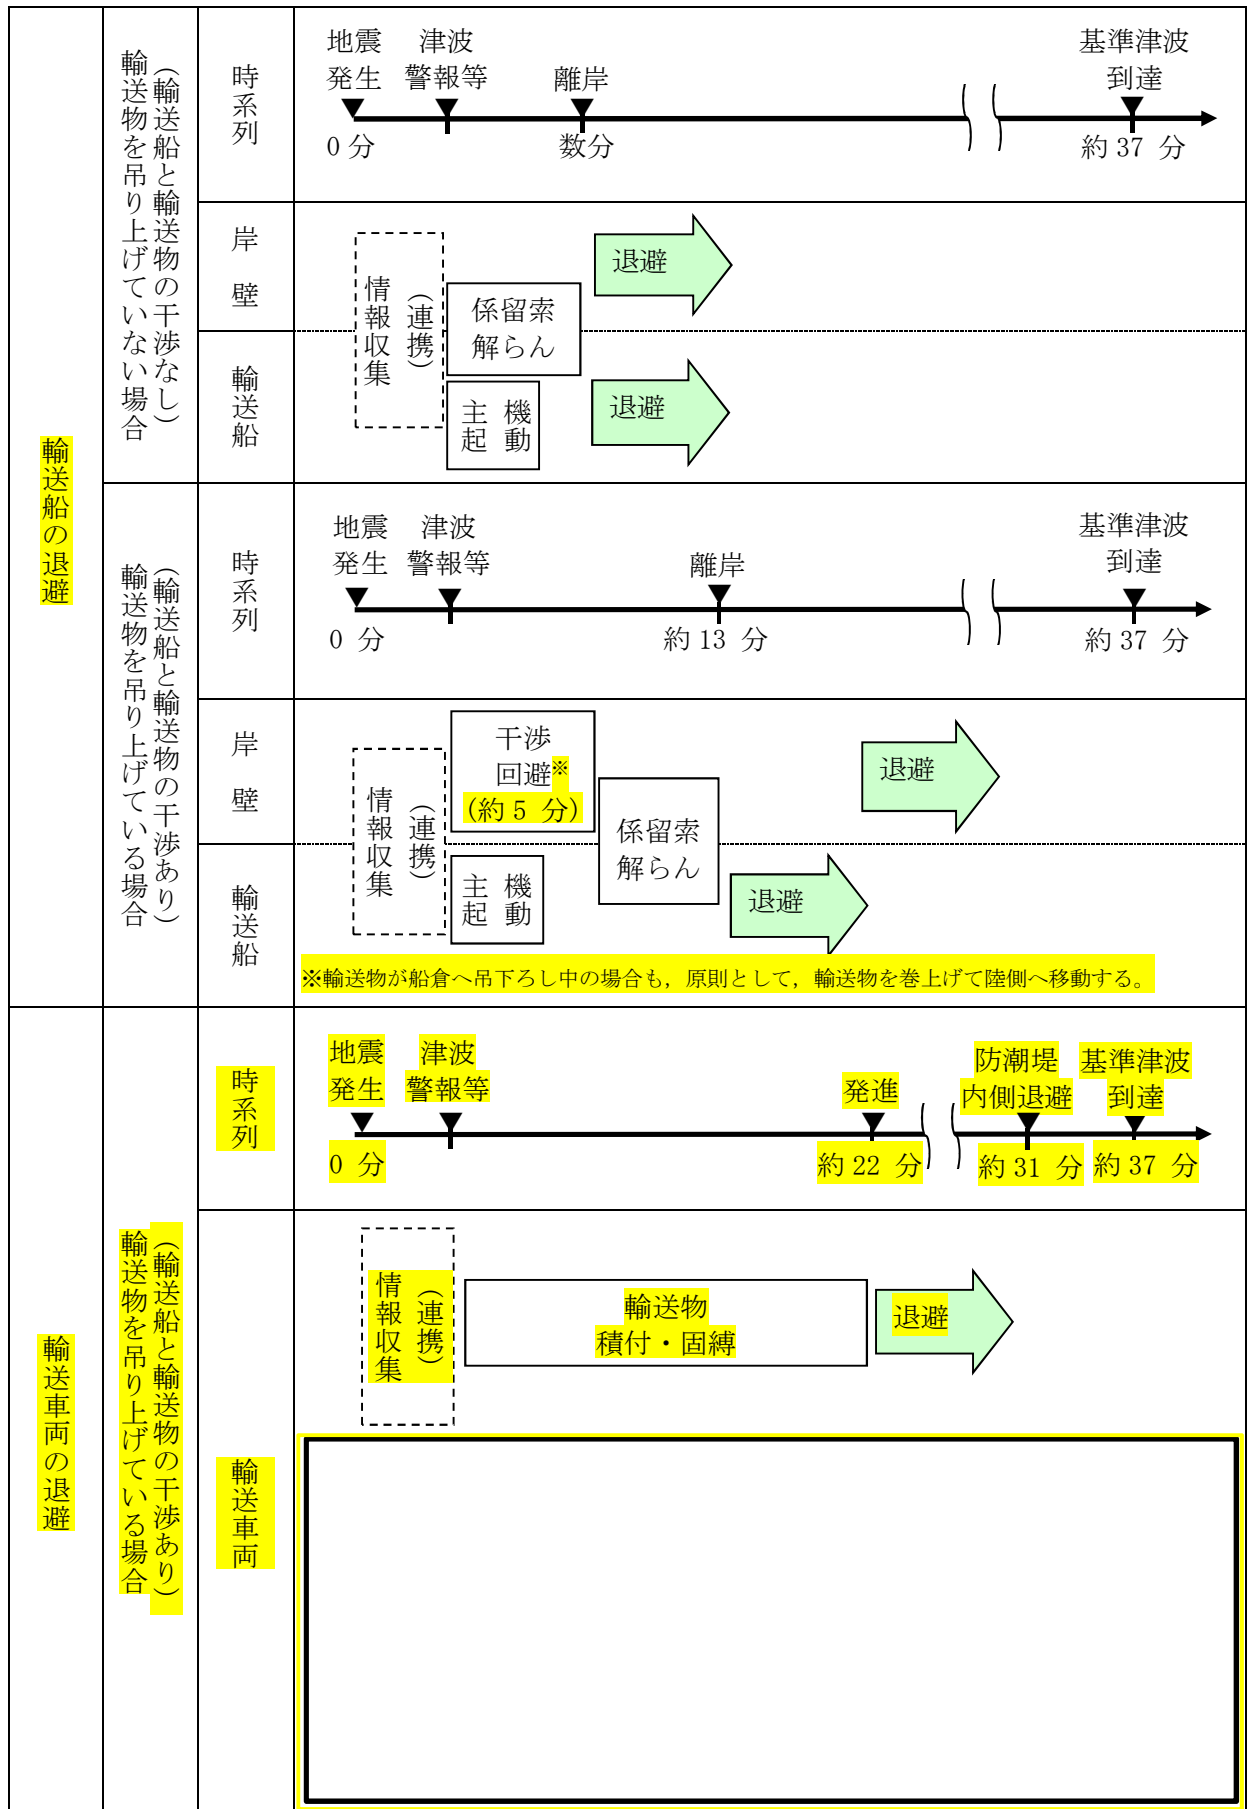 輸送船の退避
輸送物を吊り上げていない場合
（輸送船と輸送物の干渉なし）
時系列
地震
発生
津波
警報等
離岸
基準津波
到達
0 分
数分
約 37 分
岸壁
輸送船
情報収集
（連携）
係留索
解らん
主機
起動
退避
退避
輸送物を吊り上げている場合
（輸送船と輸送物の干渉あり）
時系列
地震
発生
津波
警報等
離岸
基準津波
到達
0 分
約 13 分
約 37 分
岸壁
輸送船
情報収集
（連携）
干渉
回避※
(約 5 分)
主機
起動
係留索
解らん
退避
退避
※輸送物が船倉へ吊下ろし中の場合も，原則として，輸送物を巻上げて陸側へ移動する。
輸送車両の退避
輸送物を吊り上げている場合
（輸送船と輸送物の干渉あり）
時系列
地震
発生
津波
警報等
発進
防潮堤
内側退避
基準津波
到達
0 分
約 22 分
約 31 分
約 37 分
輸送車両
情報収集
（連携）
輸送物
積付・固縛
退避